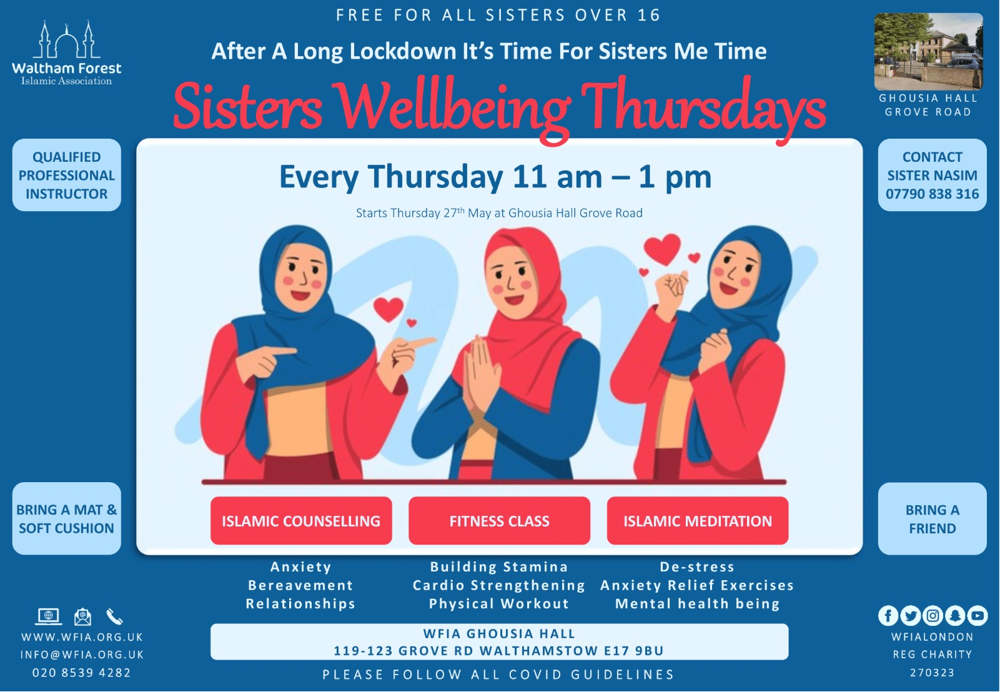 FREE FOR ALL SISTERS OVER 16
After A Long Lockdown It's Time For Sisters Me Time
Sisters Wellbeing Thursdays
Waltham Forest
Islamic Association
GHOUSIA HALL
GROVE ROAD
QUALIFIED
PROFESSIONAL
INSTRUCTOR
Every Thursday 11 am – 1 pm
Starts Thursday 27th May at Ghousia Hall Grove Road
CONTACT
SISTER NASIM
07790 838 316
BRING A MAT &
SOFT CUSHION
ISLAMIC COUNSELLING
FITNESS CLASS
ISLAMIC MEDITATION
BRING A
FRIEND
Anxiety
Bereavement
Relationships
Building Stamina
Cardio Strengthening
Physical Workout
De-stress
Anxiety Relief Exercises
Mental health being
WWW.WFIA.ORG.UK
INFO@WFIA.ORG.UK
020 8539 4282
WFIA GHOUSIA HALL
119-123 GROVE RD WALTHAMSTOW E17 9BU
PLEASE FOLLOW ALL COVID GUIDELINES
WFIALONDON
REG CHARITY
270323